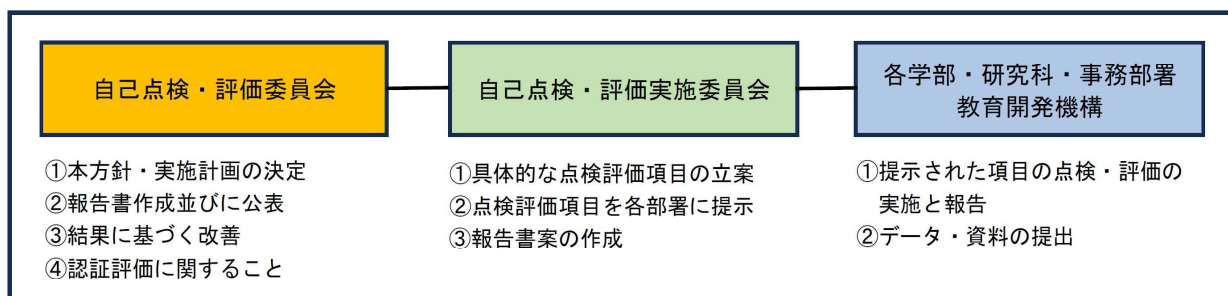 自己点検・評価委員会
①本方針・実施計画の決定
②報告書作成並びに公表
③結果に基づく改善
④認証評価に関すること
自己点検・評価実施委員会
①具体的な点検評価項目の立案
②点検評価項目を各部署に提示
③報告書案の作成
各学部・研究科・事務部署
教育開発機構
①提示された項目の点検・評価の
実施と報告
②データ・資料の提出